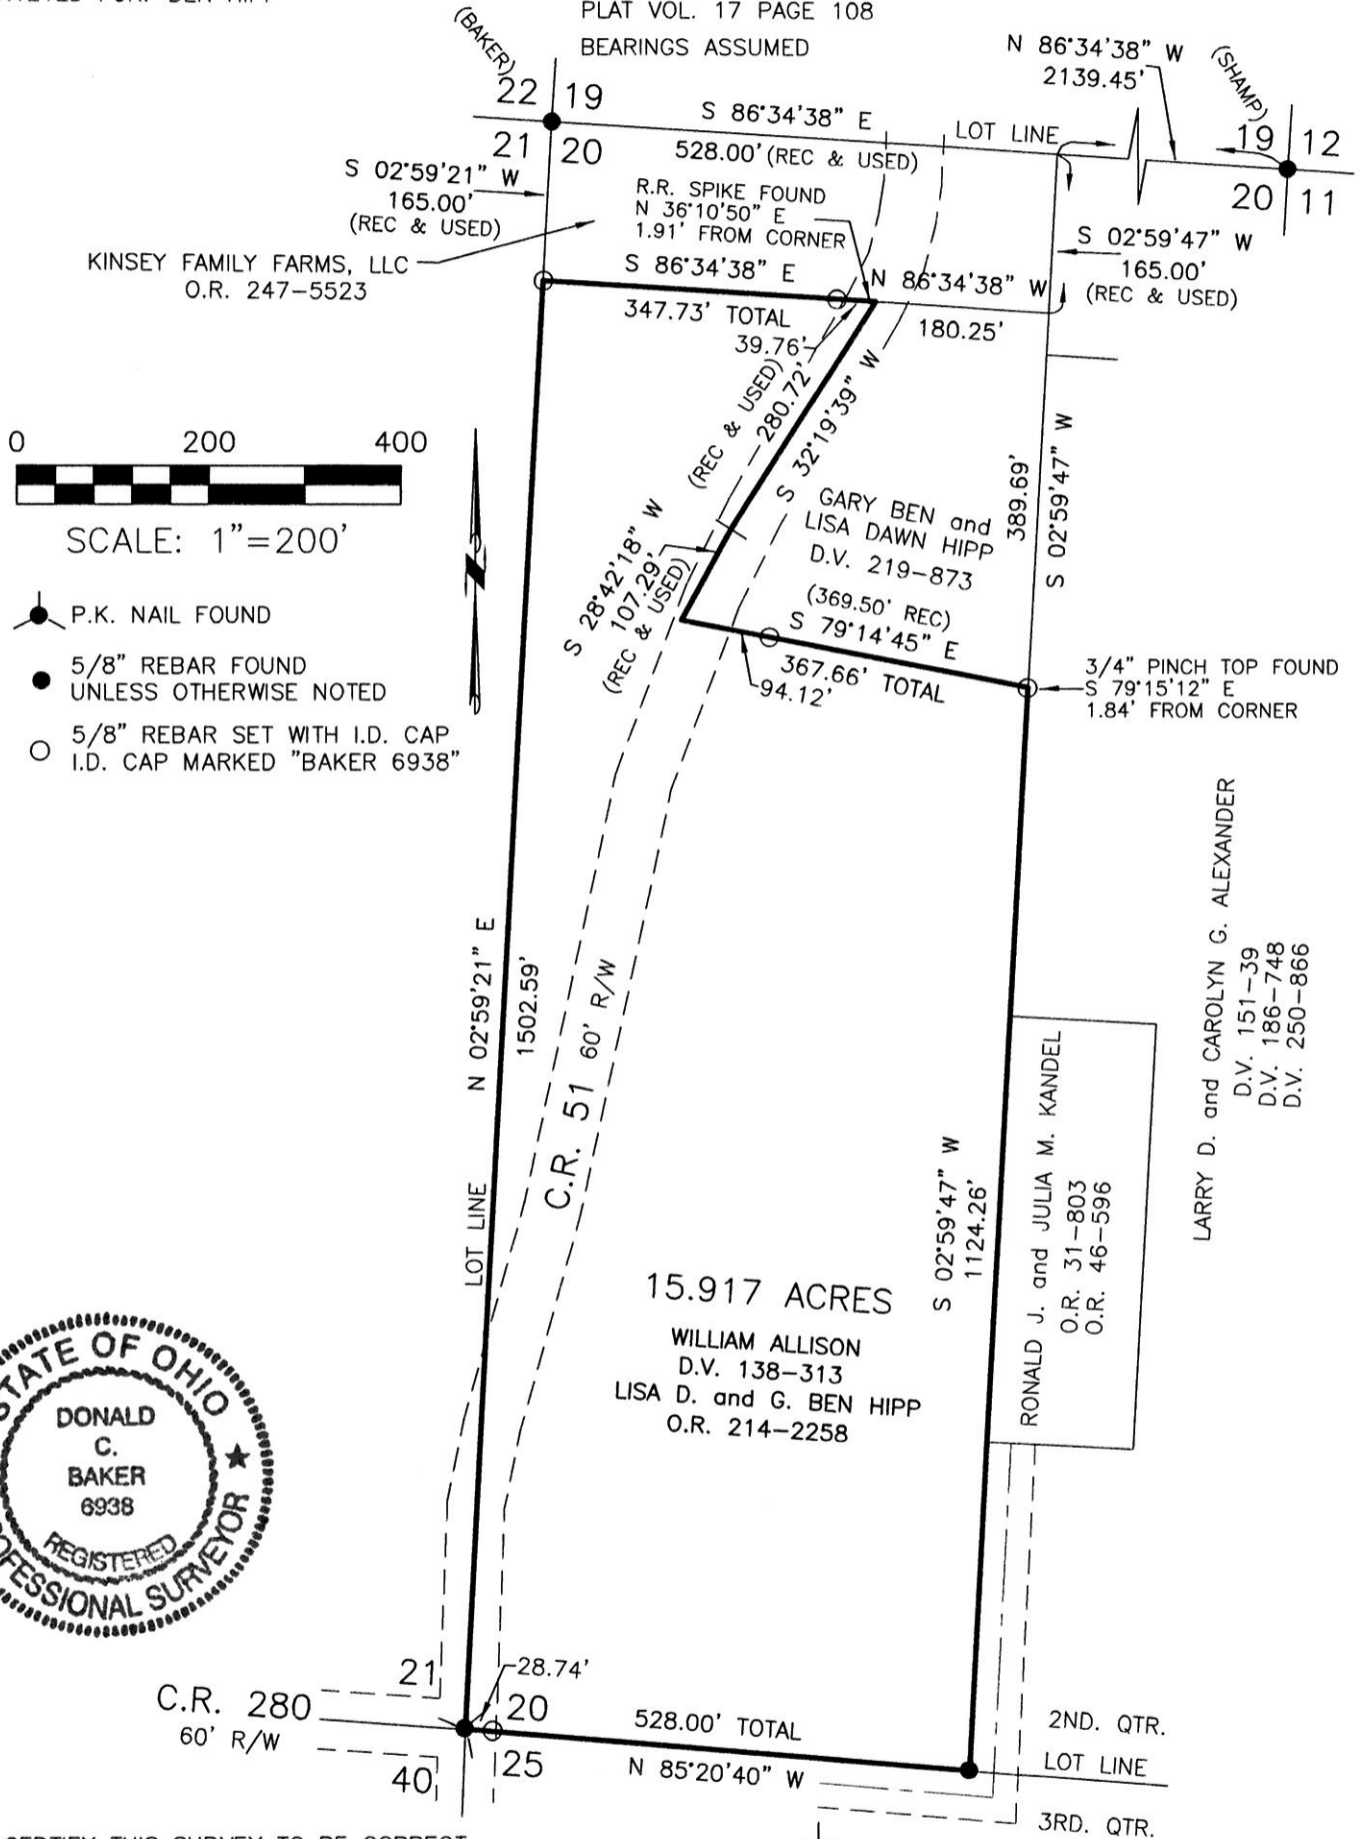 PLAT VOL. 17 PAGE 108
BEARINGS ASSUMED
(BAKER)
22
19
21
20
S 86°34'38" E
528.00' (REC & USED)
LOT LINE
N 86°34'38" W
2139.45'
(SHAMP)
19
12
20
11
S 02°59'21" W
165.00'
(REC & USED)
R.R. SPIKE FOUND
N 36°10'50" E
1.91' FROM CORNER
S 02°59'47" W
165.00'
(REC & USED)
KINSEY FAMILY FARMS, LLC
O.R. 247-5523
S 86°34'38" E
347.73' TOTAL
N 86°34'38" W
180.25'
39.76'
(REC & USED)
280.72'
S 32°19'39" W
0 200 400
SCALE: 1"=200'
389.69'
S 02°59'47" W
GARY BEN and
LISA DAWN HIPP
D.V. 219-873
(369.50' REC)
S 79°14'45" E
367.66' TOTAL
94.12'
S 28°42'18" W
107.29'
(REC & USED)
P.K. NAIL FOUND
5/8" REBAR FOUND
UNLESS OTHERWISE NOTED
5/8" REBAR SET WITH I.D. CAP
I.D. CAP MARKED "BAKER 6938"
3/4" PINCH TOP FOUND
S 79°15'12" E
1.84' FROM CORNER
LARRY D. and CAROLYN G. ALEXANDER
D.V. 151-39
D.V. 186-748
D.V. 250-866
LOT LINE N 02°59'21" E
1502.59'
C.R. 51 60' R/W
S 02°59'47" W
1124.26'
RONALD J. and JULIA M. KANDEL
O.R. 31-803
O.R. 46-596
15.917 ACRES
WILLIAM ALLISON
D.V. 138-313
LISA D. and G. BEN HIPP
O.R. 214-2258
STATE OF OHIO
DONALD
C.
BAKER
6938
REGISTERED
PROFESSIONAL SURVEYOR
C.R. 280
60' R/W
21
20
40
25
28.74'
528.00' TOTAL
N 85°20'40" W
2ND. QTR.
LOT LINE
3RD. QTR.